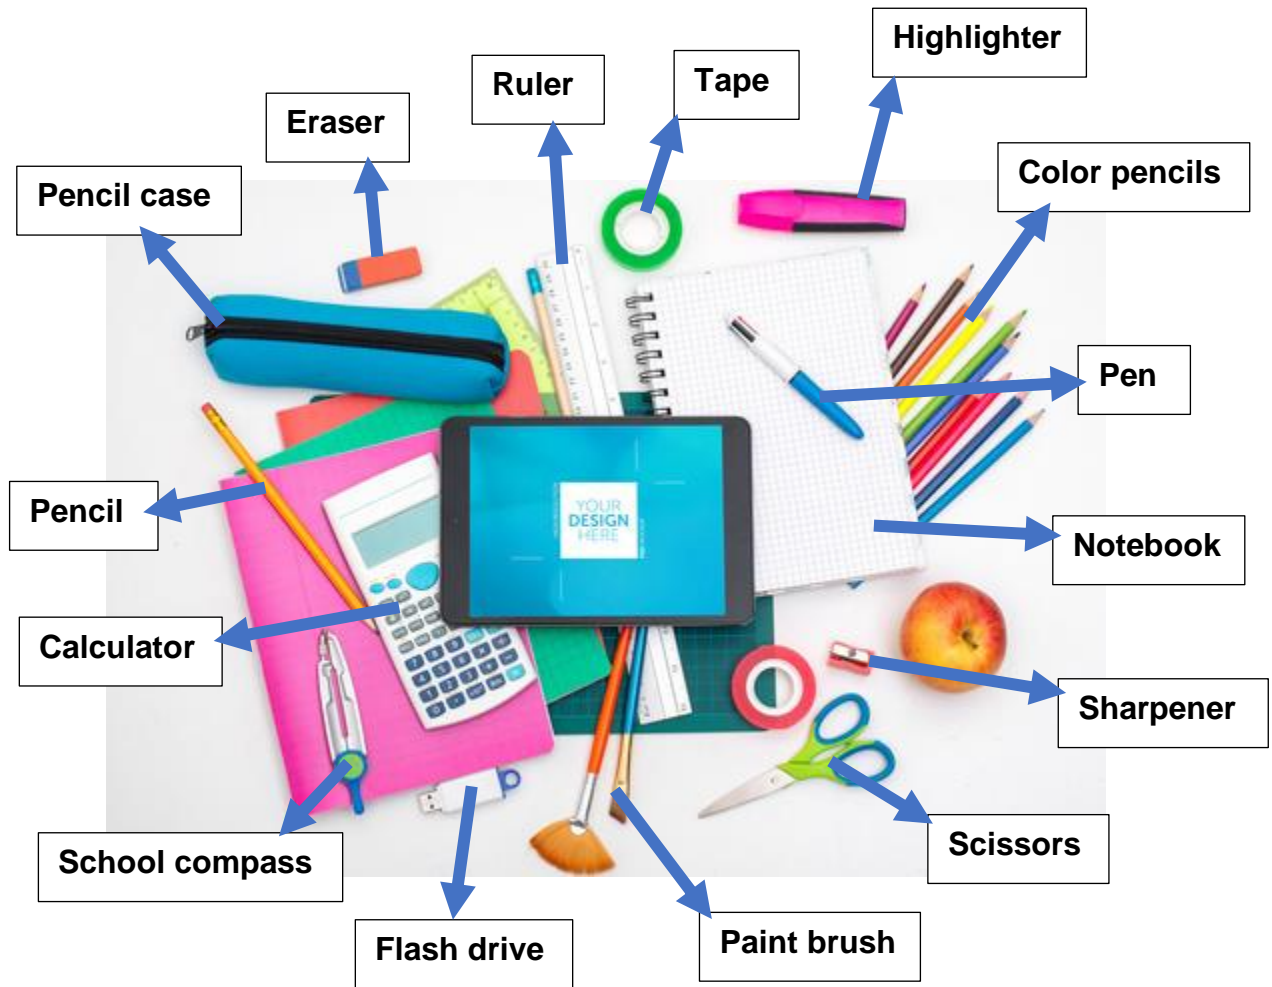 Highlighter
Ruler
Tape
Eraser
Color pencils
Pencil case
Pen
Pencil
YOUR
DESIGN
HERE
Notebook
Calculator
Sharpener
School compass
Scissors
Flash drive
Paint brush